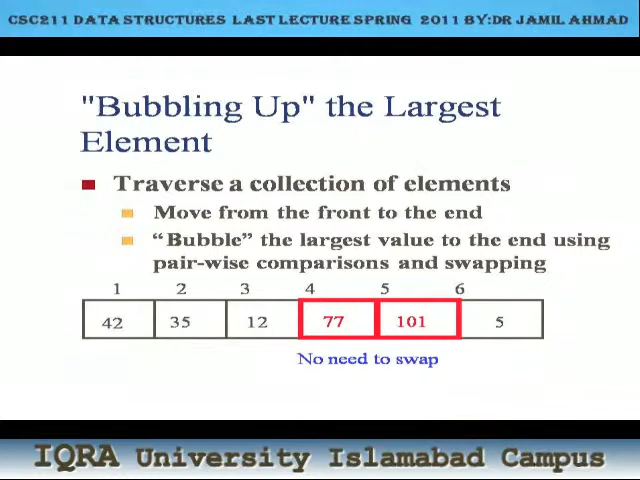 CSC211 DATA STRUCTURES LAST LECTURE SPRING 2011 BY:DR JAMIL AHMAD
"Bubbling Up" the Largest
Element
Traverse a collection of elements
Move from the front to the end
“Bubble” the largest value to the end using
pair-wise comparisons and swapping
1 2 3 4 5 6
42 35 12 77 101 5
No need to swap
IQRA University Islamabad Campus